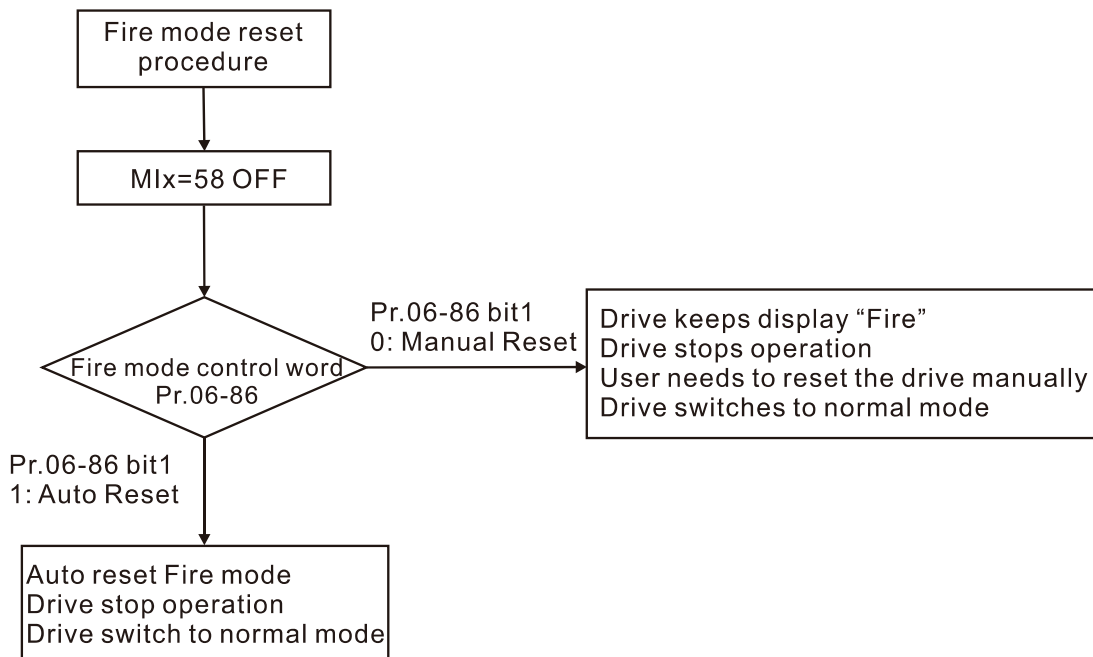 Fire mode reset
procedure
MIx=58 OFF
Fire mode control word
Pr.06-86
Pr.06-86 bit1
0: Manual Reset
Drive keeps display “Fire”
Drive stops operation
User needs to reset the drive manually
Drive switches to normal mode
Pr.06-86 bit1
1: Auto Reset
Auto reset Fire mode
Drive stop operation
Drive switch to normal mode